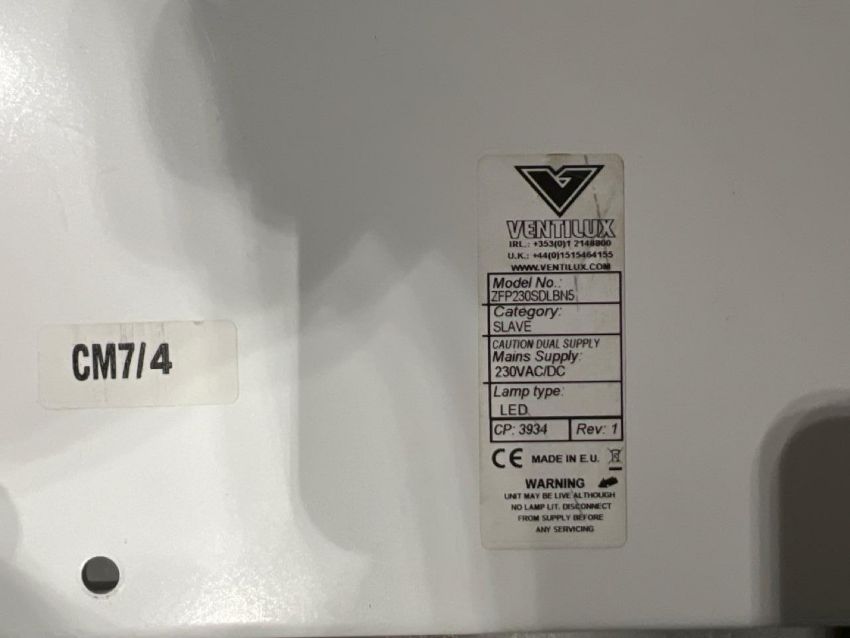 CM7/4
VENTILUX
IRL.: +353(0)1 2148800
U.K.: +44(0)1515464155
WWW.VENTILUX.COM
Model No.:
ZFP230SDLBN5
Category:
SLAVE
CAUTION DUAL SUPPLY
Mains Supply:
230VAC/DC
Lamp type:
LED
CP: 3934 Rev: 1
CE MADE IN E.U.
WARNING
UNIT MAY BE LIVE ALTHOUGH
NO LAMP LIT. DISCONNECT
FROM SUPPLY BEFORE
ANY SERVICING